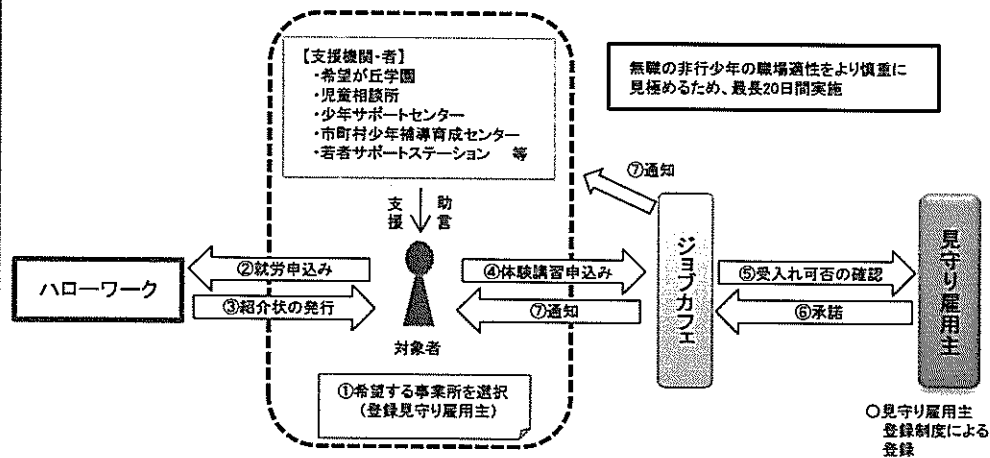 【支援機関・者】
・希望が丘学園
・児童相談所
・少年サポートセンター
・市町村少年補導育成センター
・若者サポートステーション　等
無職の非行少年の職場適性をより慎重に
見極めるため、最長20日間実施
⑦通知
支援
助言
ハローワーク
②就労申込み
③紹介状の発行
対象者
④体験講習申込み
⑦通知
ジョブカフェ
⑤受入れ可否の確認
⑥承諾
見守り雇用主
①希望する事業所を選択
（登録見守り雇用主）
○見守り雇用主
登録制度による
登録